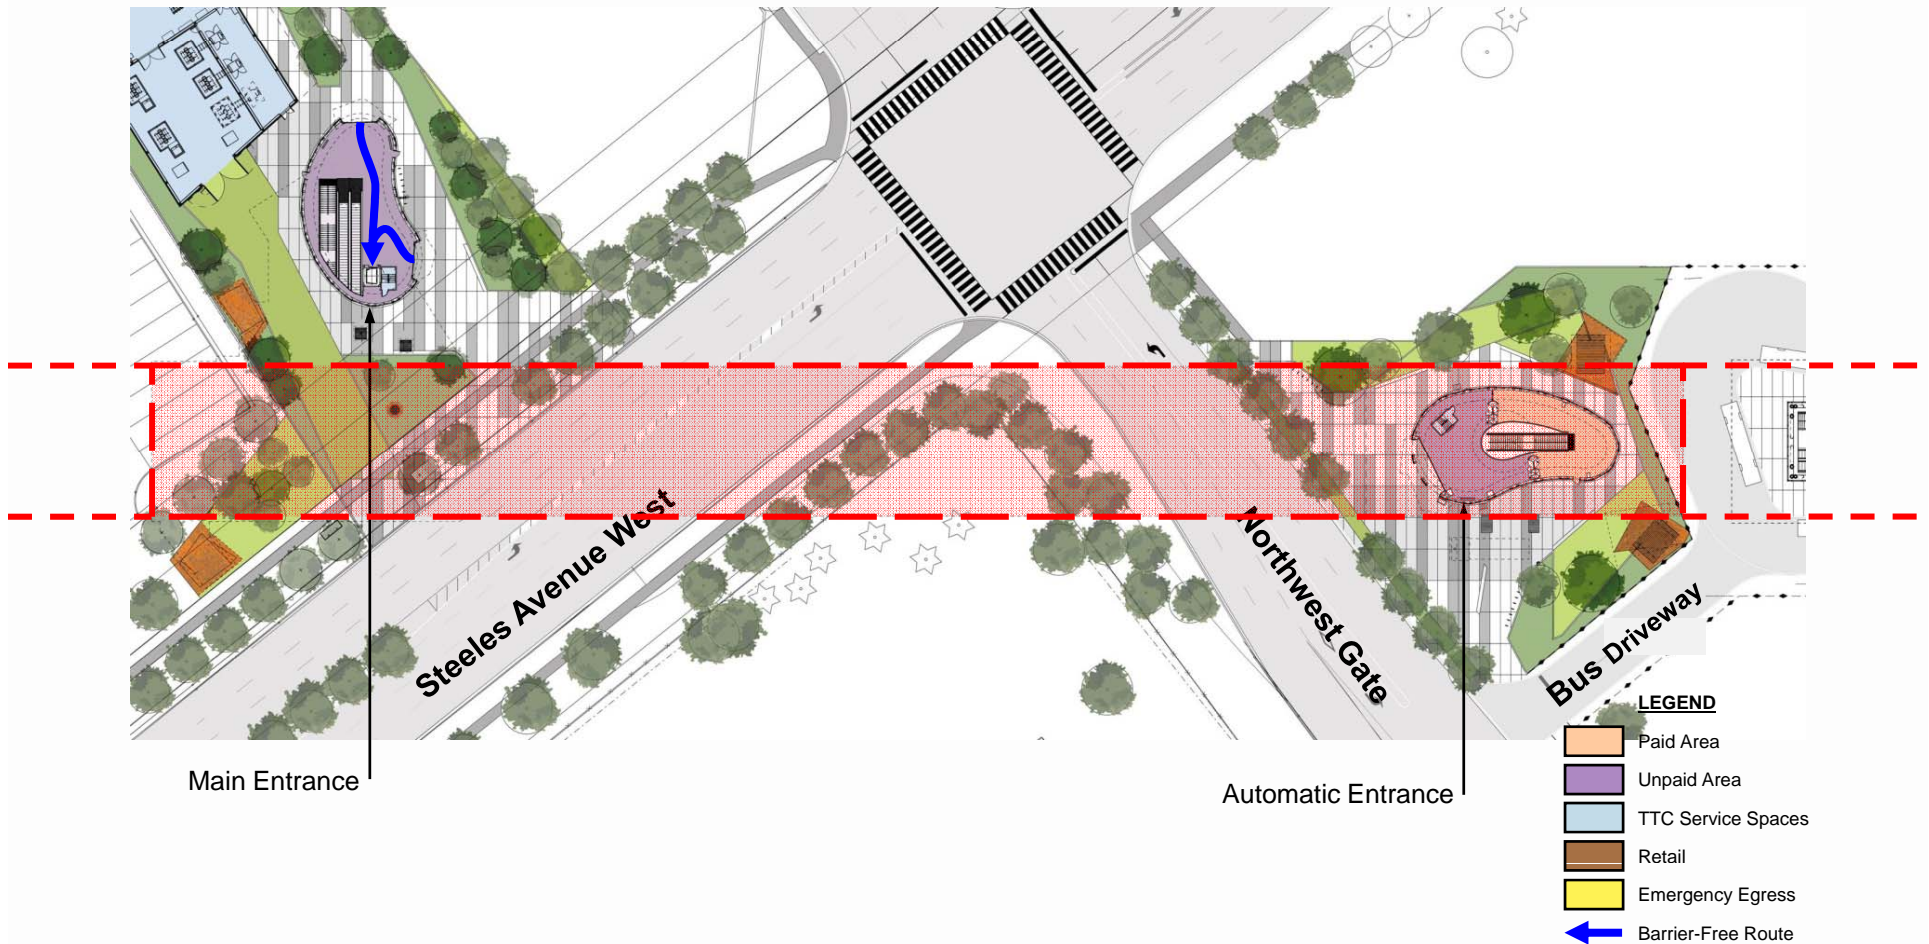 Steeles Avenue West
Northwest Gate
Bus Driveway
Main Entrance
Automatic Entrance
LEGEND
Paid Area
Unpaid Area
TTC Service Spaces
Retail
Emergency Egress
Barrier-Free Route